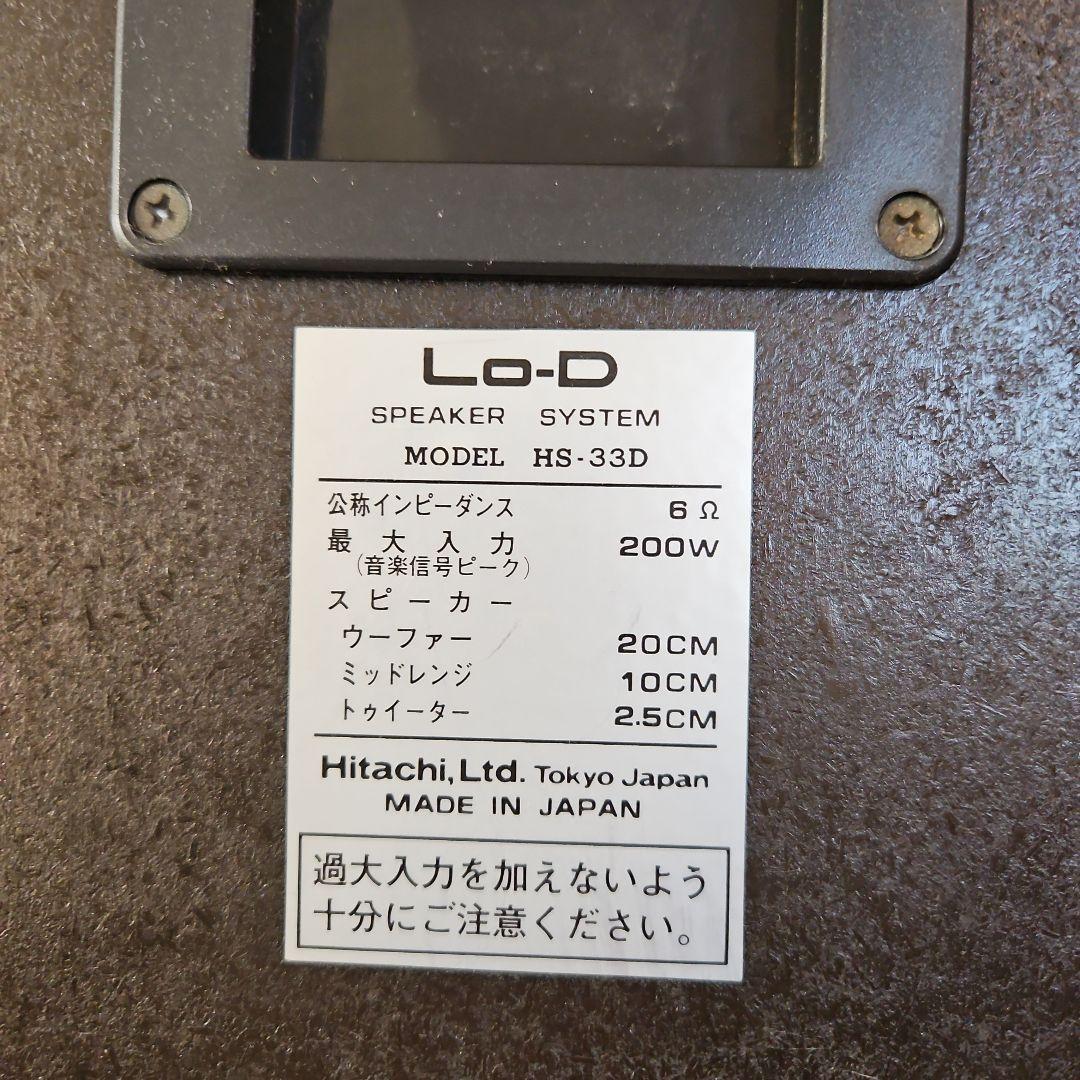 Lo-D
SPEAKER SYSTEM
MODEL HS-33D
公称インピーダンス 6Ω
最大入力 200W
(音楽信号ピーク)
スピーカー
ウーファー 20CM
ミッドレンジ 10CM
トゥイーター 2.5CM
Hitachi, Ltd. Tokyo Japan
MADE IN JAPAN
過大入力を加えないよう
十分にご注意ください。